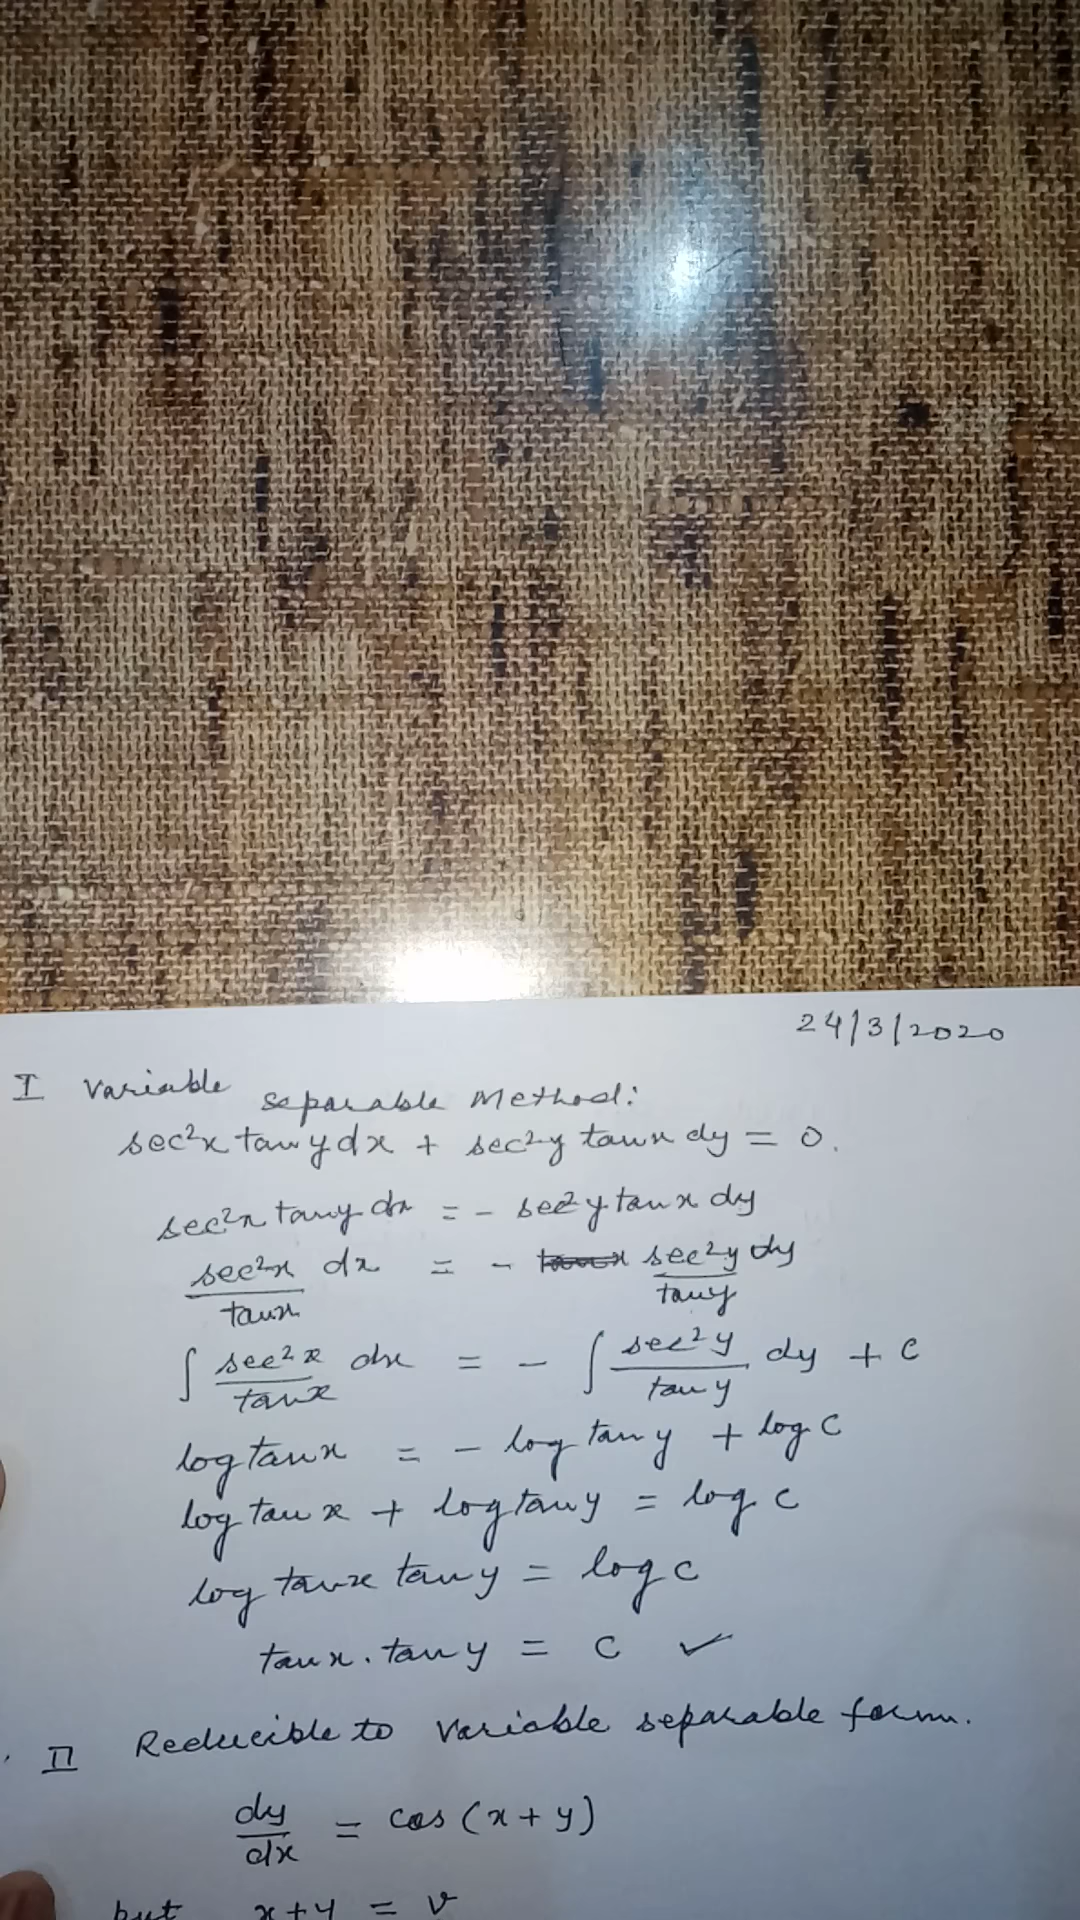 24/3/2020
I Variable separable Method:
sec²x tany dx + sec²y tanx dy = 0.
sec²x tany dx = - sec²y tanx dy
sec²x/tanx dx = - sec²y/tany dy
∫ sec²x/tanx dx = - ∫ sec²y/tany dy + c
log tanx = - log tany + log c
log tanx + log tany = log c
log tanx tany = log c
tanx . tany = c ✓
II Reducible to Variable separable form.
dy/dx = cos (x+y)
put x+y = v